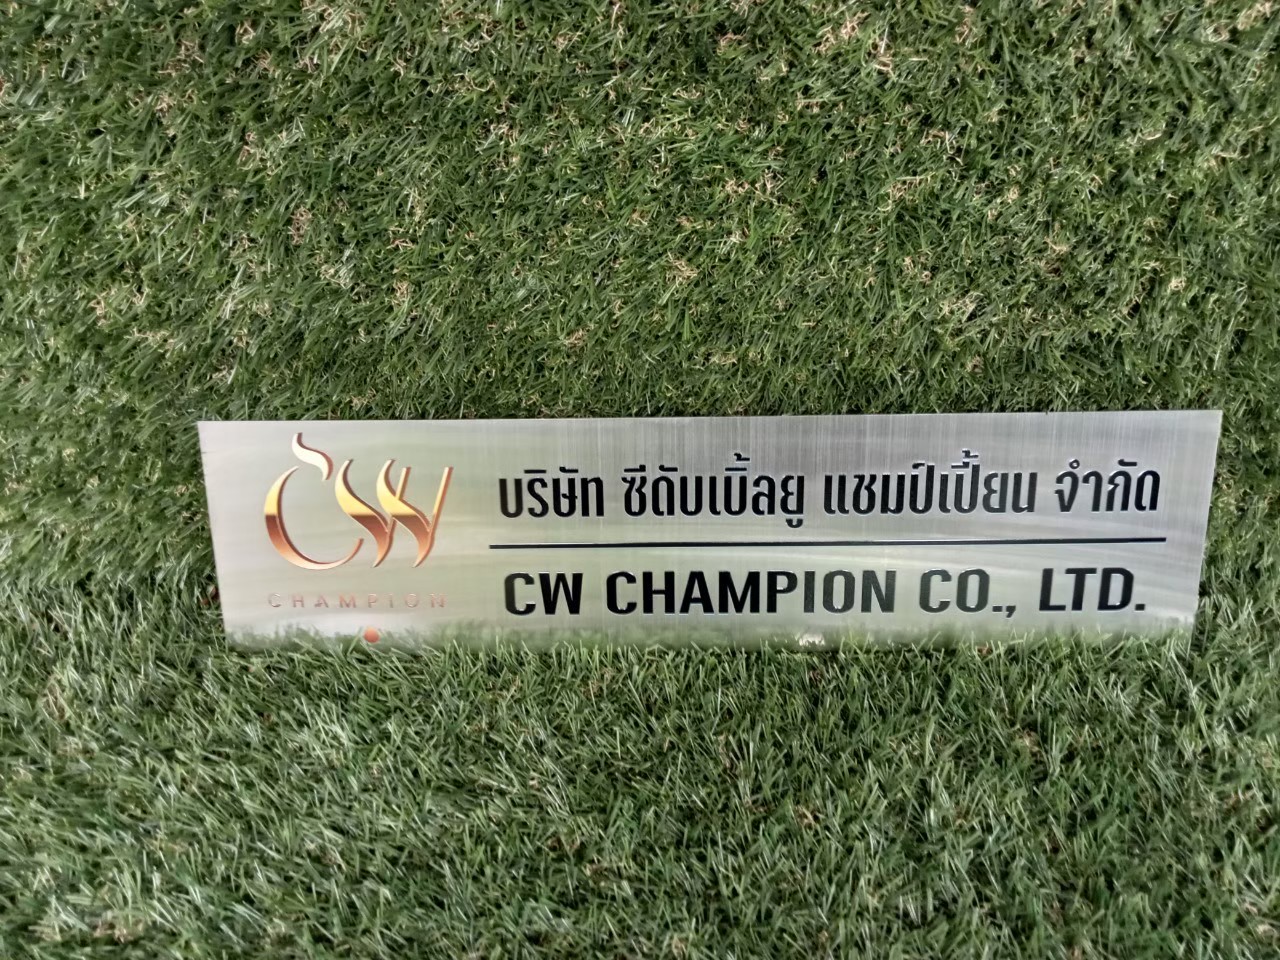 CW
CHAMPION
บริษัท ซีดับเบิ้ลยู แชมป์เปี้ยน จำกัด
CW CHAMPION CO., LTD.